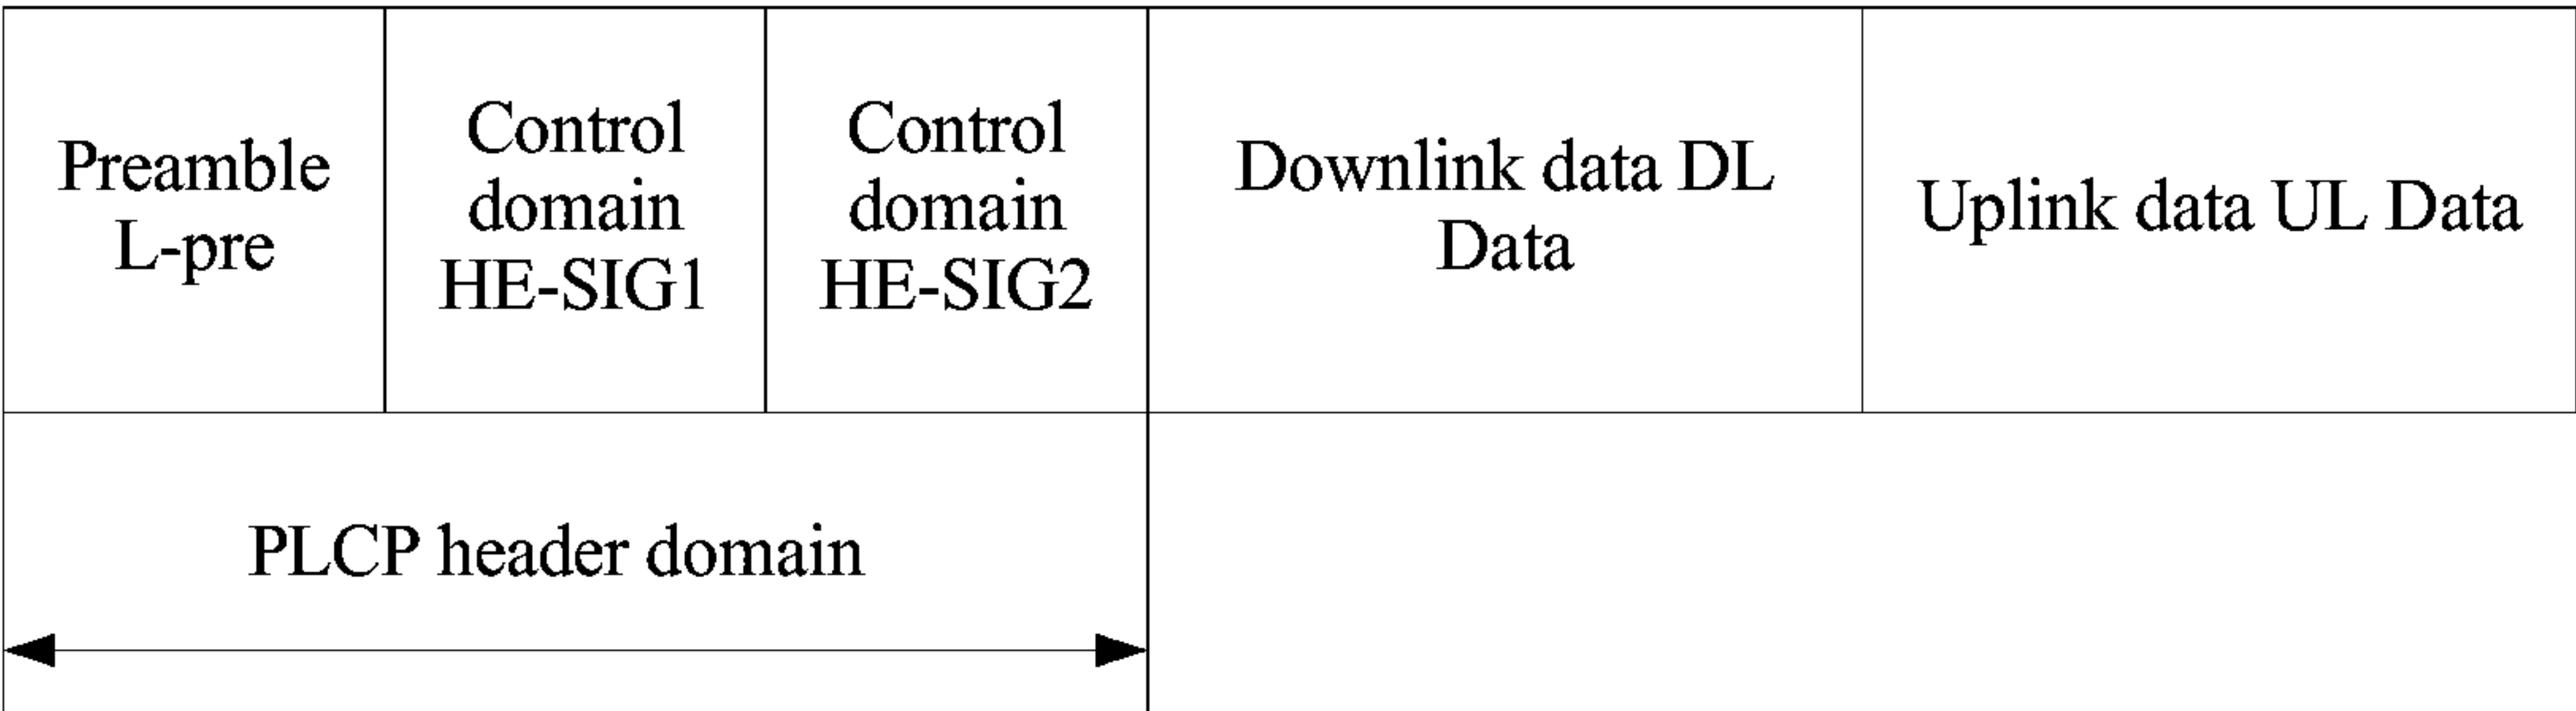 Preamble
L-pre
Control
domain
HE-SIG1
Control
domain
HE-SIG2
Downlink data DL
Data
Uplink data UL Data
PLCP header domain